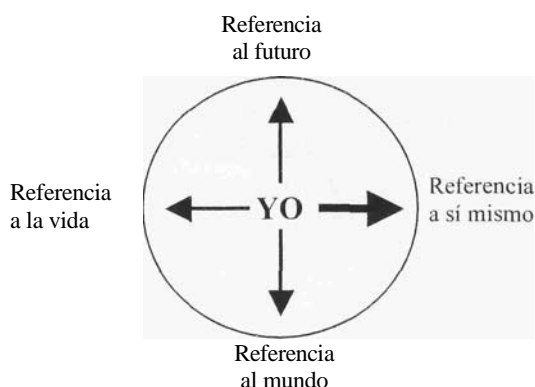 Referencia
al futuro
Referencia
a la vida
YO
Referencia
a sí mismo
Referencia
al mundo